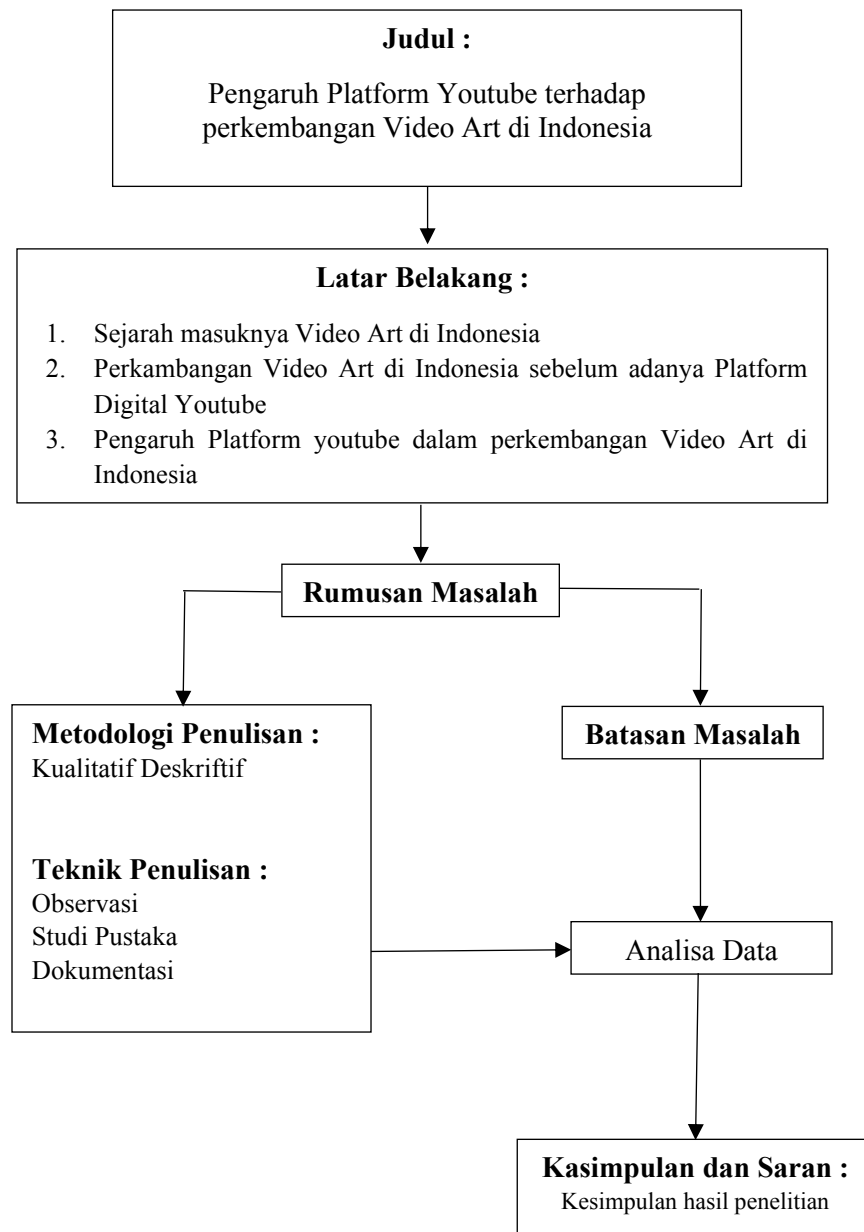 Judul :
Pengaruh Platform Youtube terhadap
perkembangan Video Art di Indonesia
Latar Belakang :
1. Sejarah masuknya Video Art di Indonesia
2. Perkambangan Video Art di Indonesia sebelum adanya Platform
Digital Youtube
3. Pengaruh Platform youtube dalam perkembangan Video Art di
Indonesia
Rumusan Masalah
Metodologi Penulisan :
Kualitatif Deskriftif
Teknik Penulisan :
Observasi
Studi Pustaka
Dokumentasi
Batasan Masalah
Analisa Data
Kasimpulan dan Saran :
Kesimpulan hasil penelitian